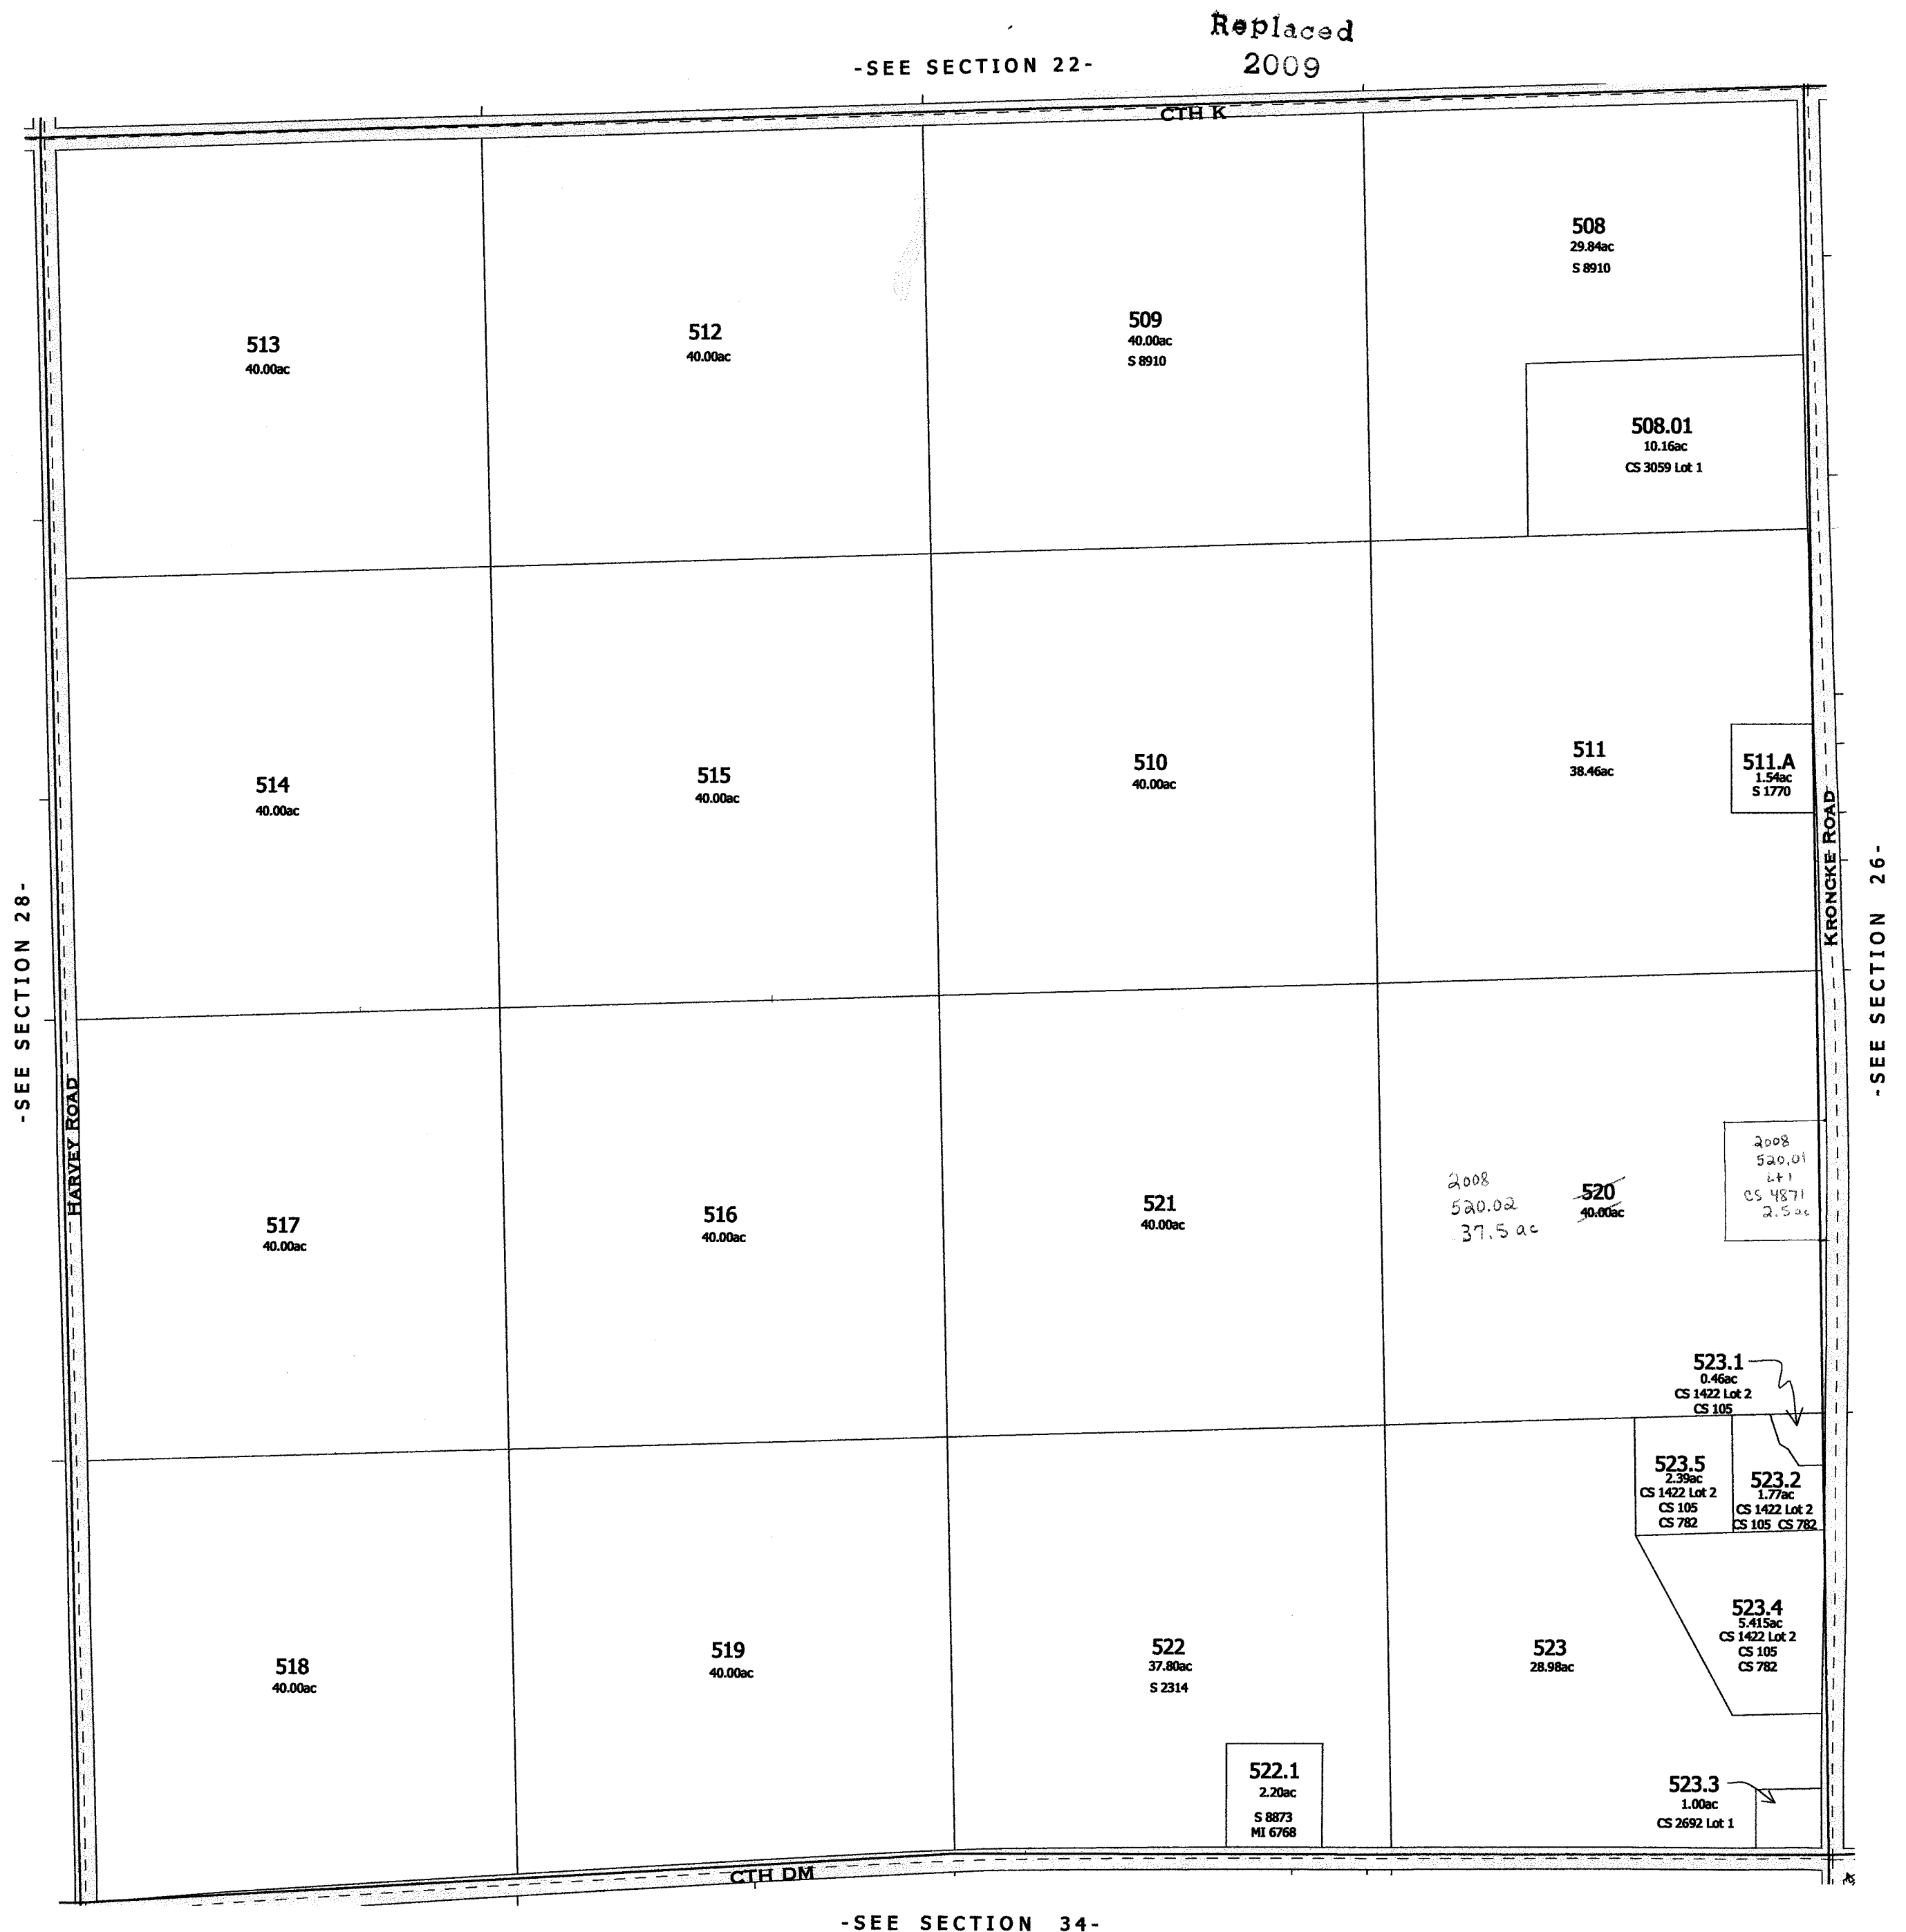 Replaced
2009
-SEE SECTION 22-
CTH K
508
29.84ac
S 8910
513
40.00ac
512
40.00ac
509
40.00ac
S 8910
508.01
10.16ac
CS 3059 Lot 1
514
40.00ac
515
40.00ac
510
40.00ac
511
38.46ac
511.A
1.54ac
S 1770
KRONCKE ROAD
-SEE SECTION 26-
-SEE SECTION 28-
HARVEY ROAD
517
40.00ac
516
40.00ac
521
40.00ac
2008
520.02
37.5 ac
520
40.00ac
2008
520.01
Lt 1
CS 4871
2.5 ac
523.1
0.46ac
CS 1422 Lot 2
CS 105
523.5
2.39ac
CS 1422 Lot 2
CS 105
CS 782
523.2
1.77ac
CS 1422 Lot 2
CS 105 CS 782
518
40.00ac
519
40.00ac
522
37.80ac
S 2314
523
28.98ac
523.4
5.415ac
CS 1422 Lot 2
CS 105
CS 782
522.1
2.20ac
S 8873
MI 6768
523.3
1.00ac
CS 2692 Lot 1
CTH DM
-SEE SECTION 34-